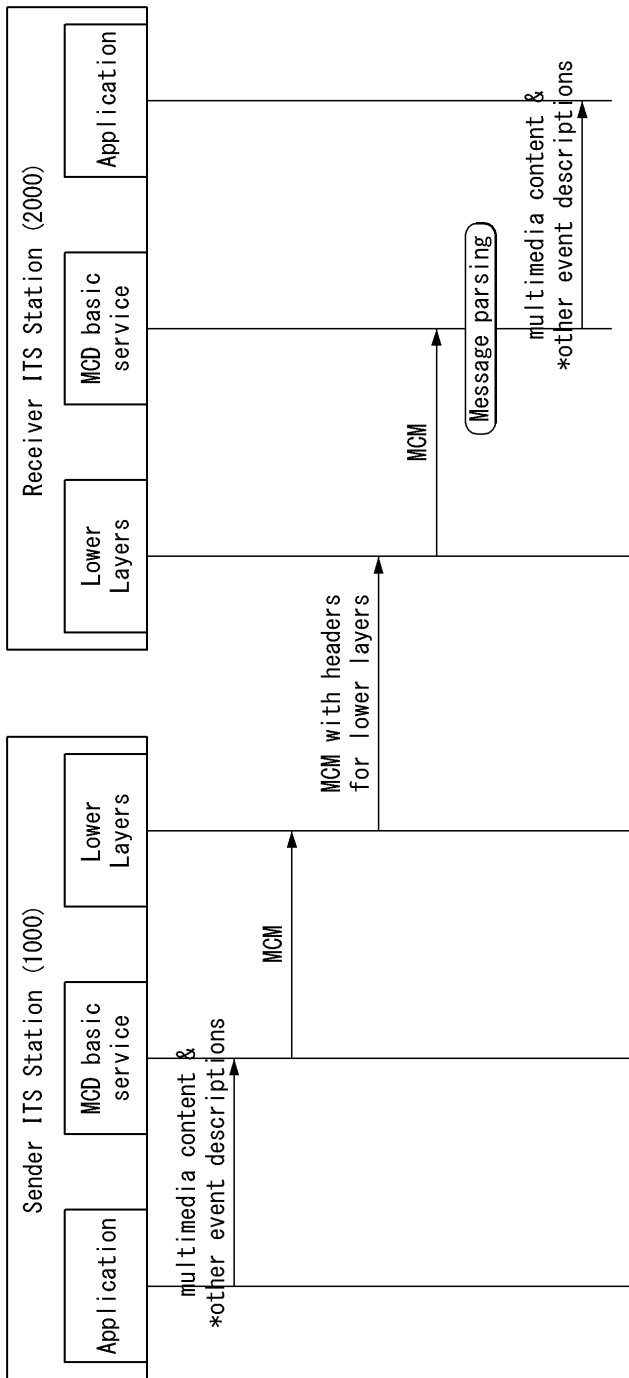 Sender ITS Station (1000)
Receiver ITS Station (2000)
Application
MCD basic
service
Lower
Layers
Lower
Layers
MCD basic
service
Application
multimedia content &
*other event descriptions
MCM
MCM with headers
for lower layers
MCM
Message parsing
multimedia content &
*other event descriptions